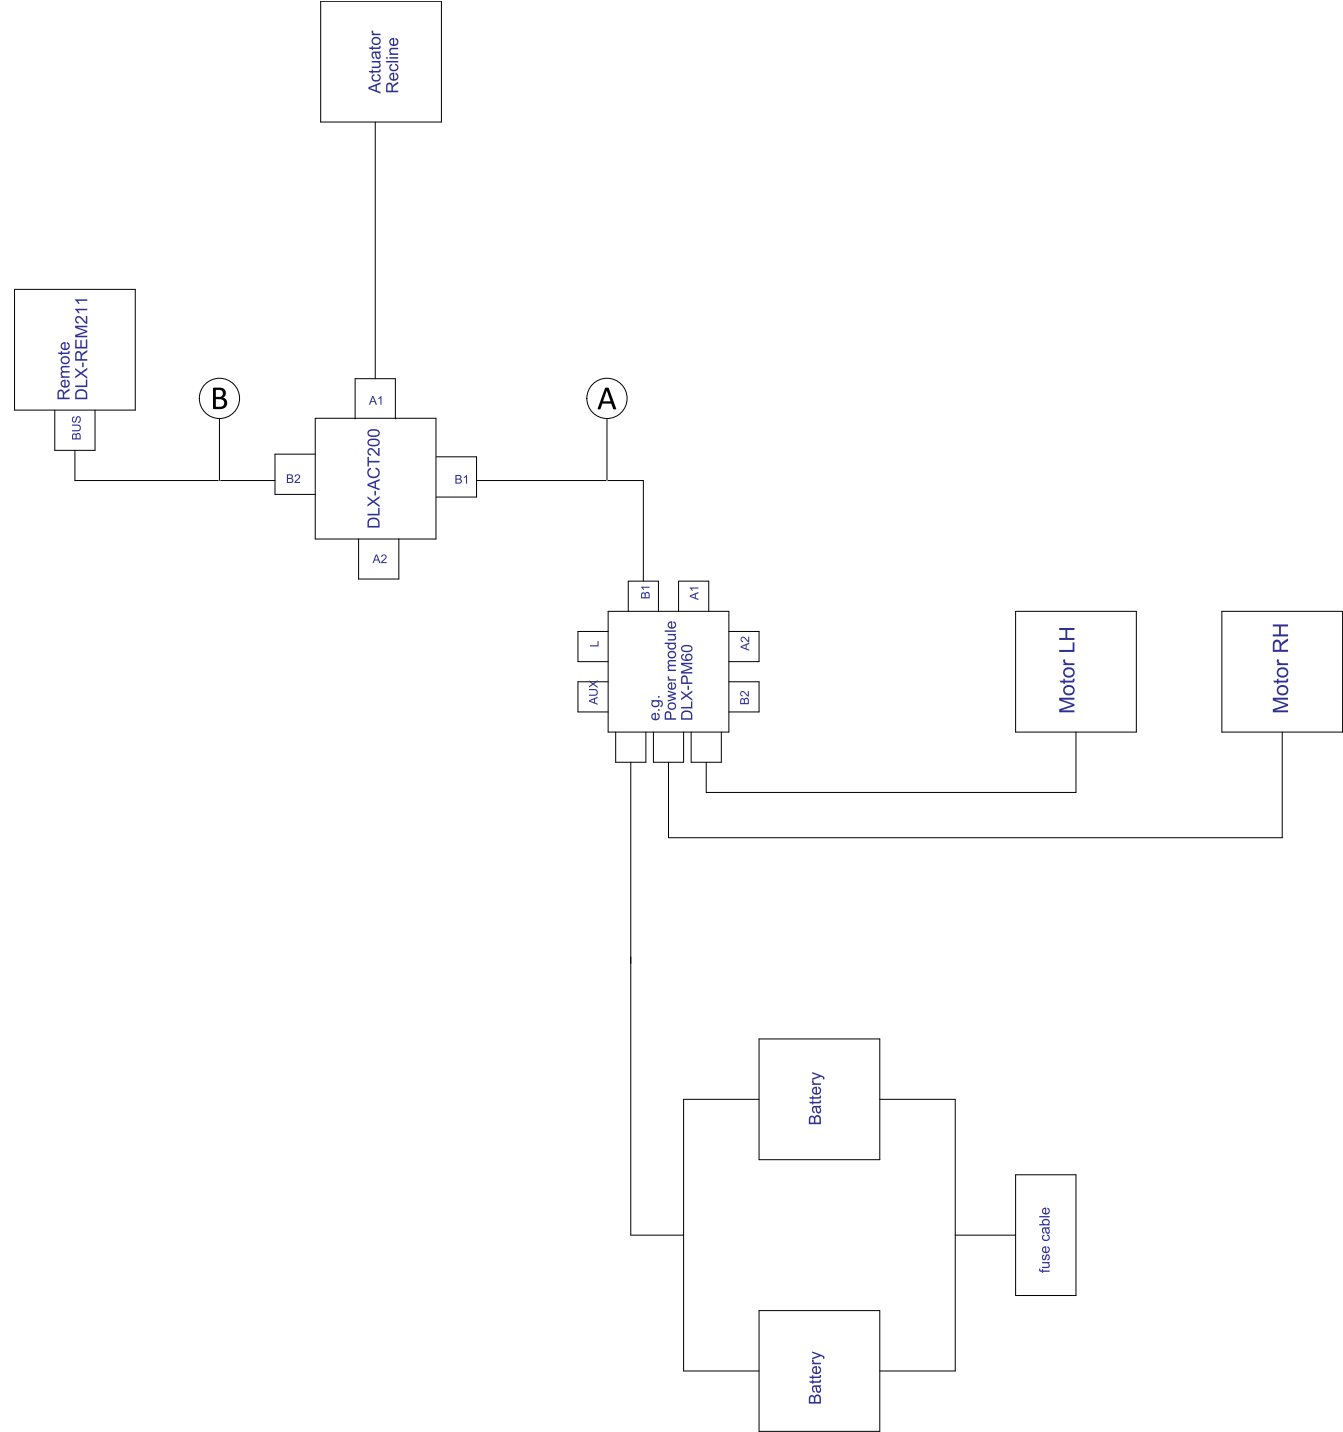 Actuator
Recline
Remote
DLX-REM211
BUS
B
A
A1
B2
DLX-ACT200
B1
A2
B1
A1
L
AUX
e.g.
Power module
DLX-PM60
A2
B2
Motor LH
Motor RH
Battery
fuse cable
Battery